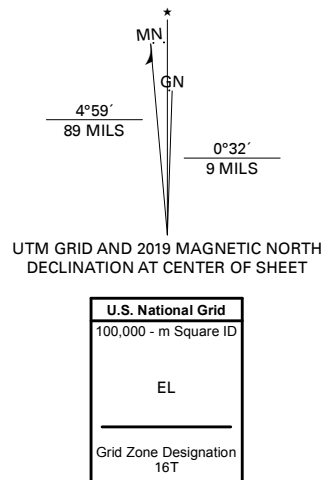 ★
MN
GN
4°59´
89 MILS
0°32´
9 MILS
UTM GRID AND 2019 MAGNETIC NORTH
DECLINATION AT CENTER OF SHEET
U.S. National Grid
100,000 - m Square ID
EL
Grid Zone Designation
16T